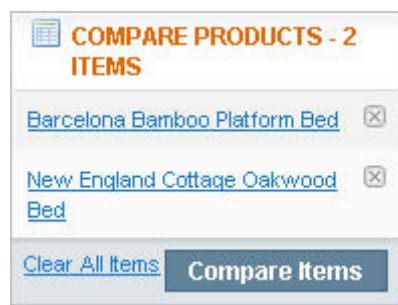 COMPARE PRODUCTS - 2
ITEMS
Barcelona Bamboo Platform Bed
New England Cottage Oakwood
Bed
Clear All Items Compare Items